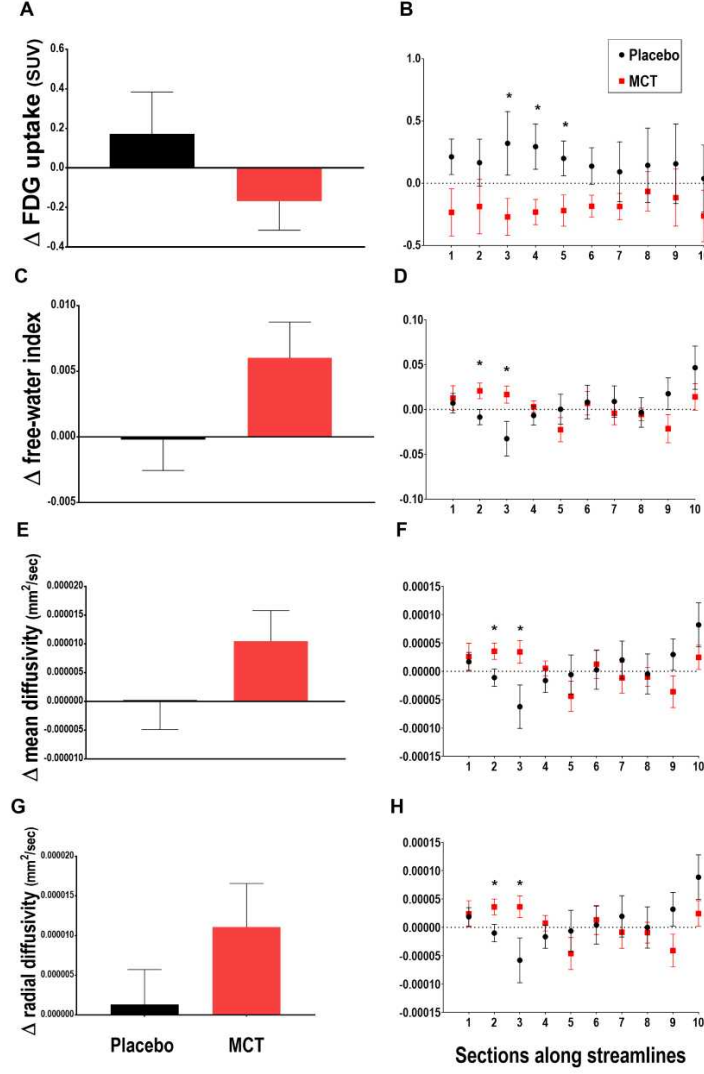 A
Δ FDG uptake (SUV)
0.6
0.4
0.2
0.0
-0.2
-0.4
B
1.0
0.5
0.0
-0.5
Placebo
MCT
* * *
1 2 3 4 5 6 7 8 9 10
C
Δ free-water index
0.010
0.005
0.000
-0.005
D
0.10
0.05
0.00
-0.05
-0.10
* *
1 2 3 4 5 6 7 8 9 10
E
Δ mean diffusivity (mm²/sec)
0.000020
0.000015
0.000010
0.000005
0.000000
-0.000005
-0.000010
F
0.00015
0.00010
0.00005
0.00000
-0.00005
-0.00010
-0.00015
* *
1 2 3 4 5 6 7 8 9 10
G
Δ radial diffusivity (mm²/sec)
0.000020
0.000015
0.000010
0.000005
0.000000
Placebo MCT
H
0.00015
0.00010
0.00005
0.00000
-0.00005
-0.00010
-0.00015
* *
1 2 3 4 5 6 7 8 9 10
Sections along streamlines